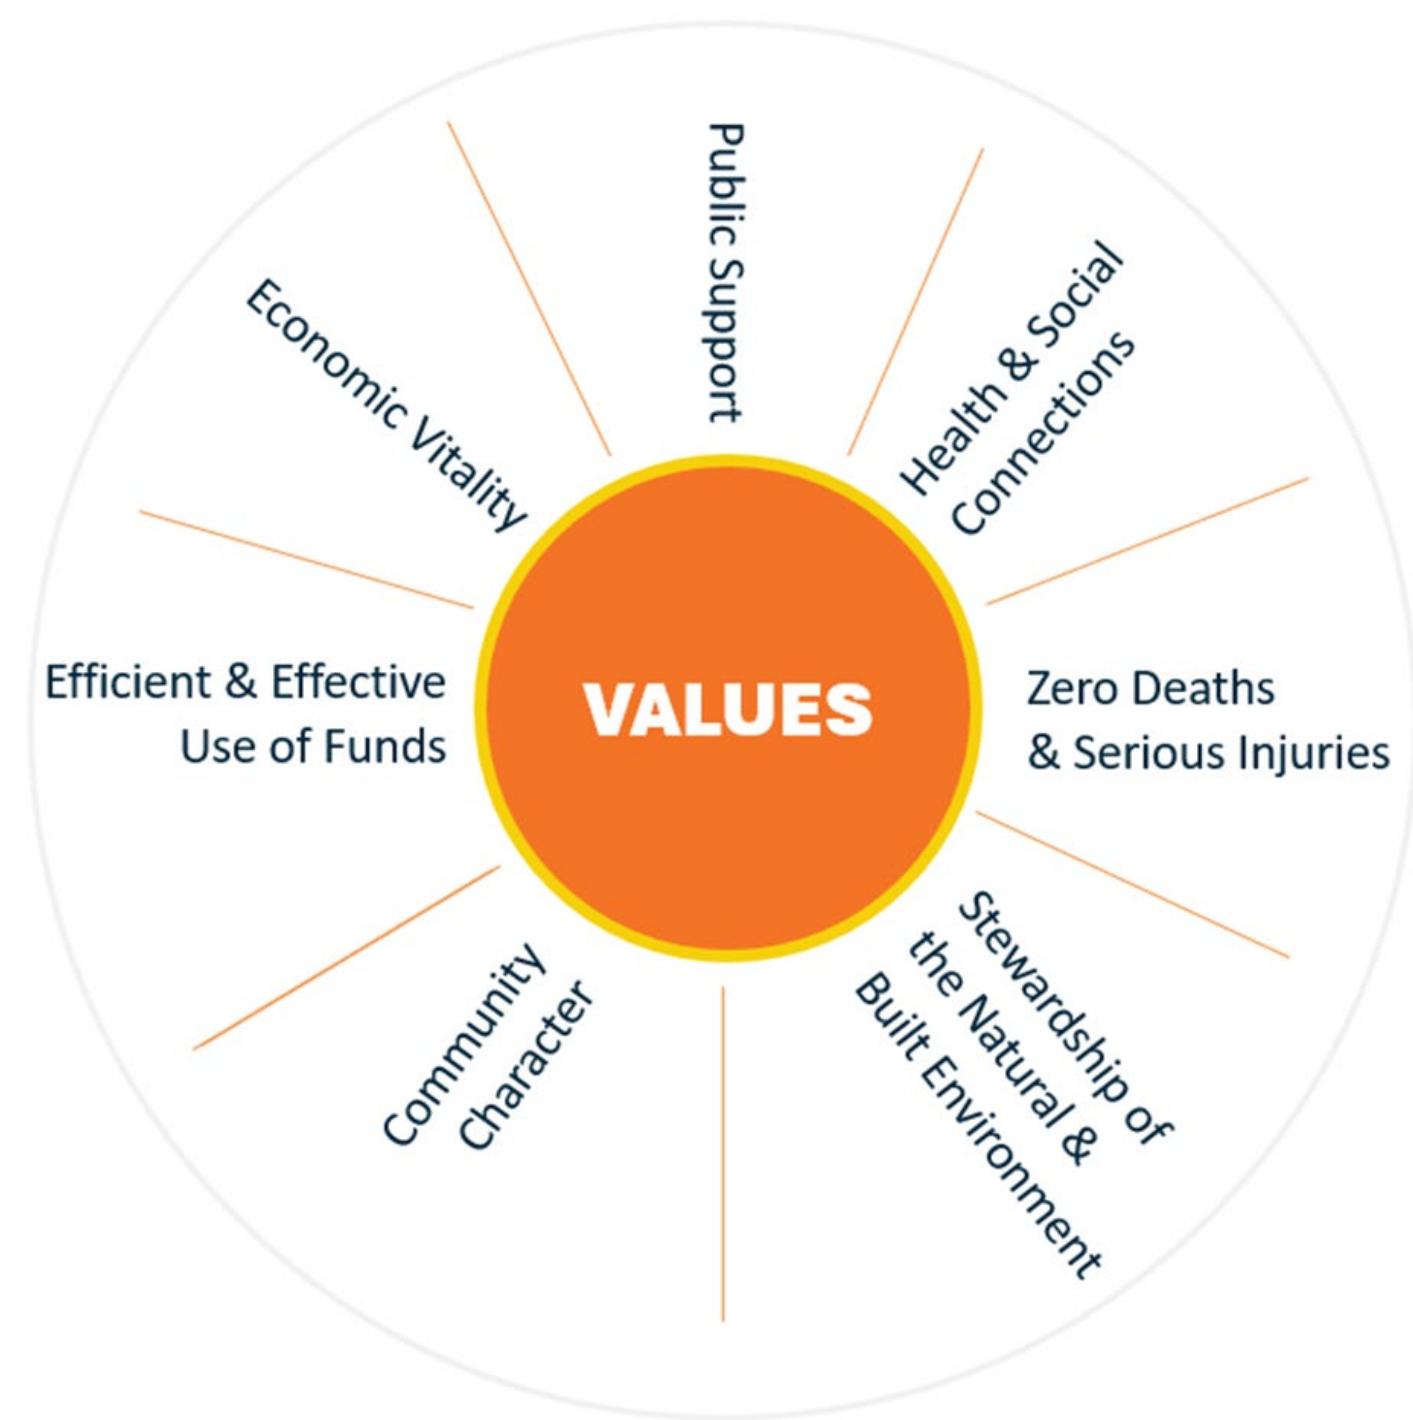 Public Support
Health & Social
Connections
Zero Deaths
& Serious Injuries
Stewardship of
the Natural &
Built Environment
Community
Character
Efficient & Effective
Use of Funds
Economic Vitality
VALUES